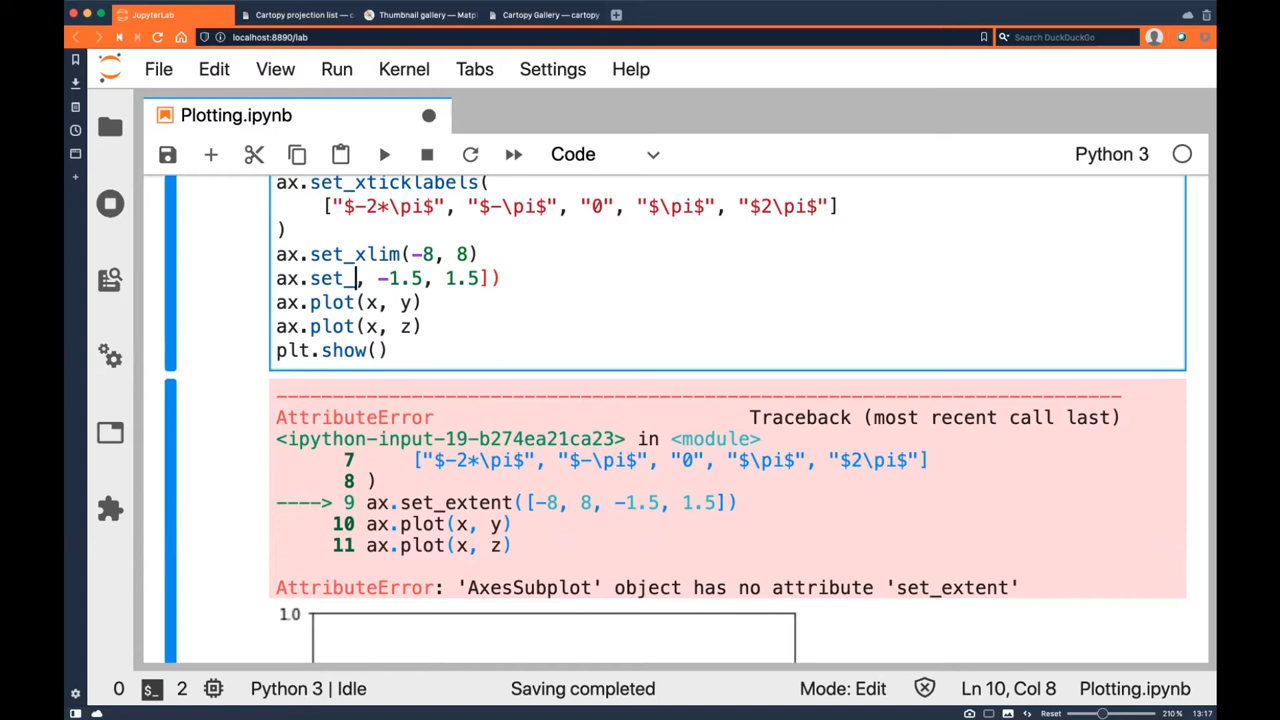 JupyterLab
Cartopy projection list — c
Thumbnail gallery — Matpl
Cartopy Gallery — cartopy
localhost:8890/lab
Search DuckDuckGo
File Edit View Run Kernel Tabs Settings Help
Plotting.ipynb
Code
Python 3
ax.set_xticklabels(
["$-2*\pi$", "$-\pi$", "0", "$\pi$", "$2\pi$"]
)
ax.set_xlim(-8, 8)
ax.set_, -1.5, 1.5])
ax.plot(x, y)
ax.plot(x, z)
plt.show()
---------------------------------------------------------------------------
AttributeError Traceback (most recent call last)
<ipython-input-19-b274ea21ca23> in <module>
7 ["$-2*\pi$", "$-\pi$", "0", "$\pi$", "$2\pi$"]
8 )
----> 9 ax.set_extent([-8, 8, -1.5, 1.5])
10 ax.plot(x, y)
11 ax.plot(x, z)
AttributeError: 'AxesSubplot' object has no attribute 'set_extent'
1.0
0 $_ 2 Python 3 | Idle Saving completed Mode: Edit Ln 10, Col 8 Plotting.ipynb
Reset 210 % 13:17